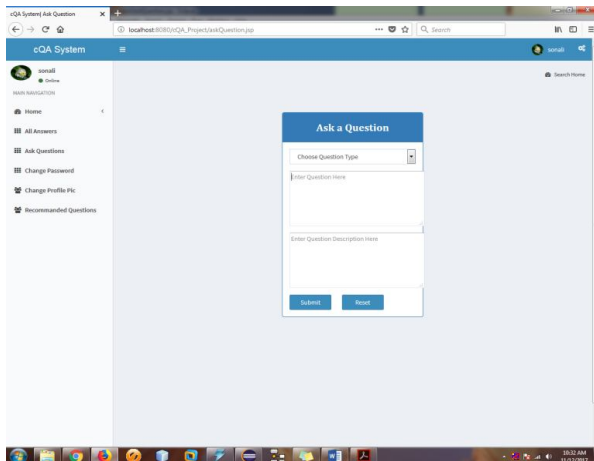 cQA System| Ask Question
localhost:8080/cQA_Project/askQuestion.jsp
Search
cQA System
sonali
sonali
Online
Search Home
MAIN NAVIGATION
Home
All Answers
Ask Questions
Change Password
Change Profile Pic
Recommanded Questions
Ask a Question
Choose Question Type
Enter Question Here
Enter Question Description Here
Submit
Reset
10:32 AM